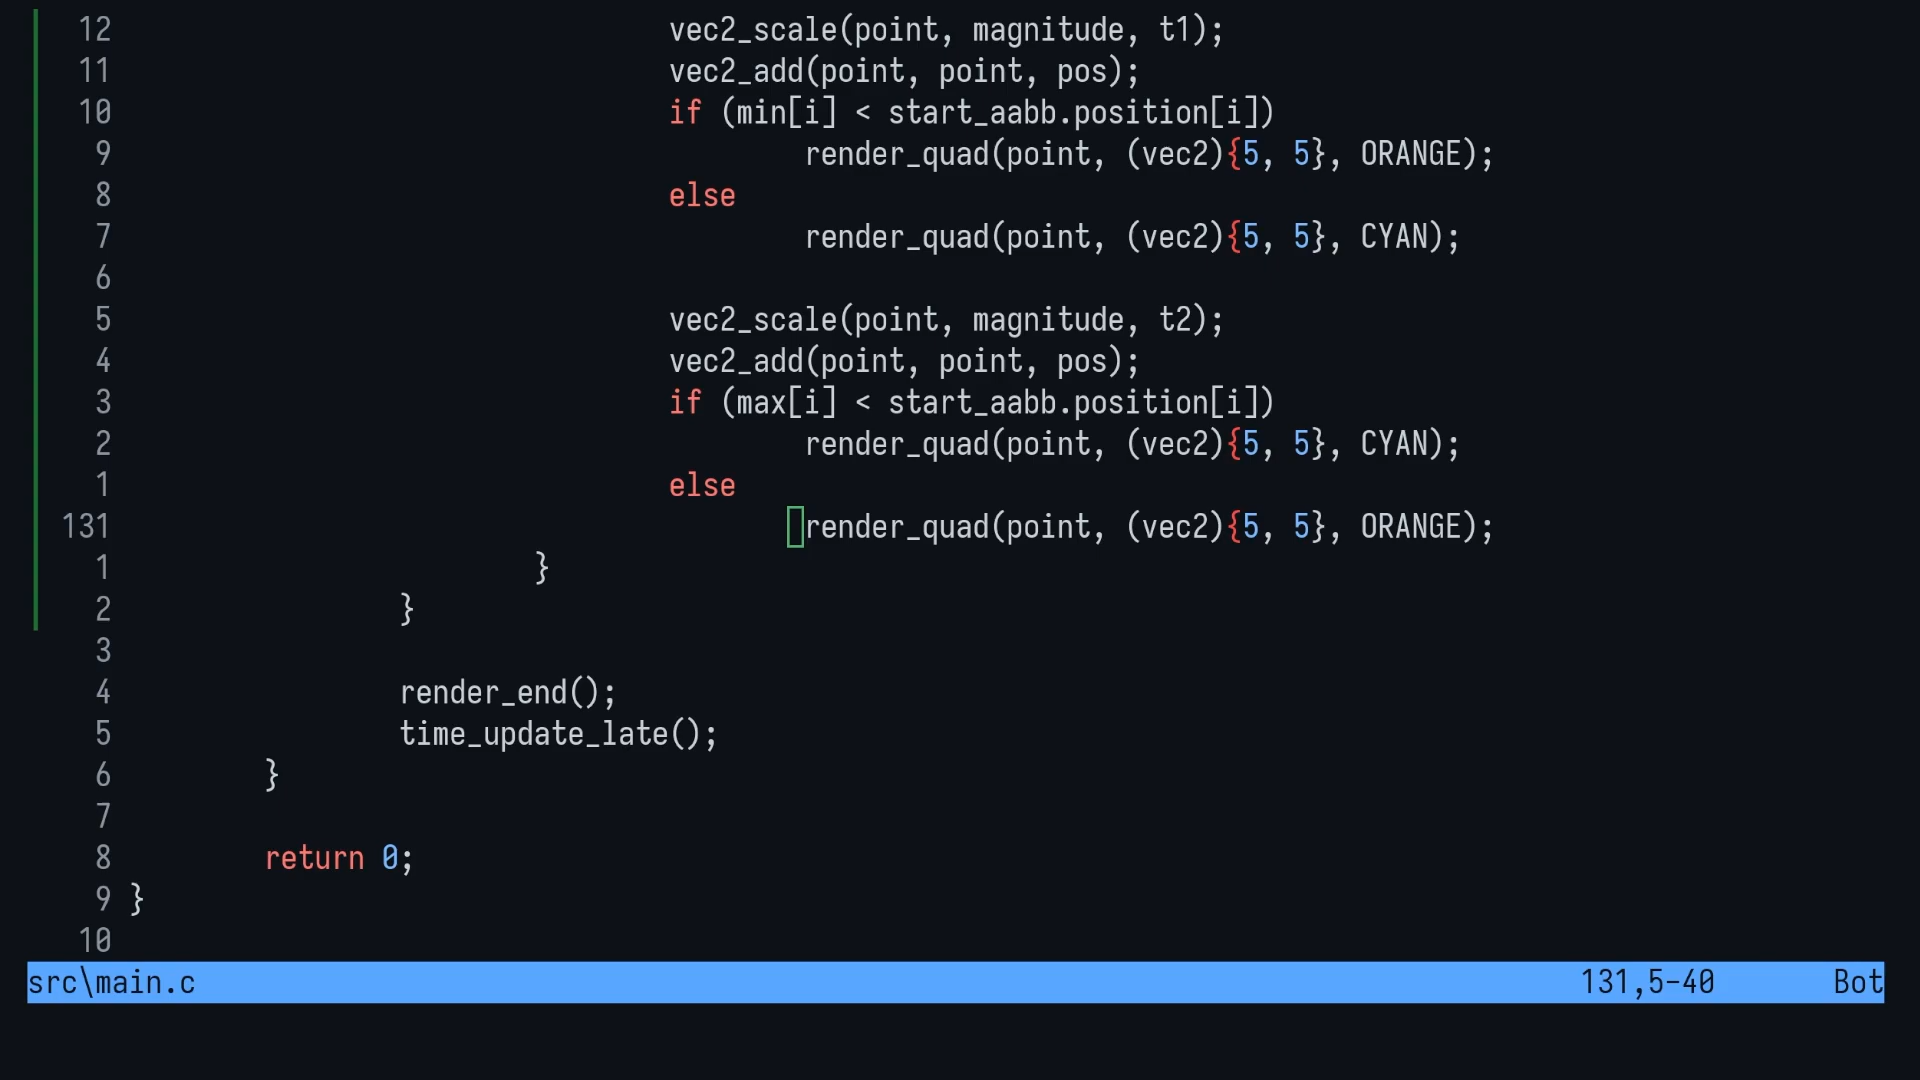 12 vec2_scale(point, magnitude, t1);
11 vec2_add(point, point, pos);
10 if (min[i] < start_aabb.position[i])
9 render_quad(point, (vec2){5, 5}, ORANGE);
8 else
7 render_quad(point, (vec2){5, 5}, CYAN);
6
5 vec2_scale(point, magnitude, t2);
4 vec2_add(point, point, pos);
3 if (max[i] < start_aabb.position[i])
2 render_quad(point, (vec2){5, 5}, CYAN);
1 else
131 render_quad(point, (vec2){5, 5}, ORANGE);
1 }
2 }
3
4 render_end();
5 time_update_late();
6 }
7
8 return 0;
9 }
10
src\main.c 131,5-40 Bot